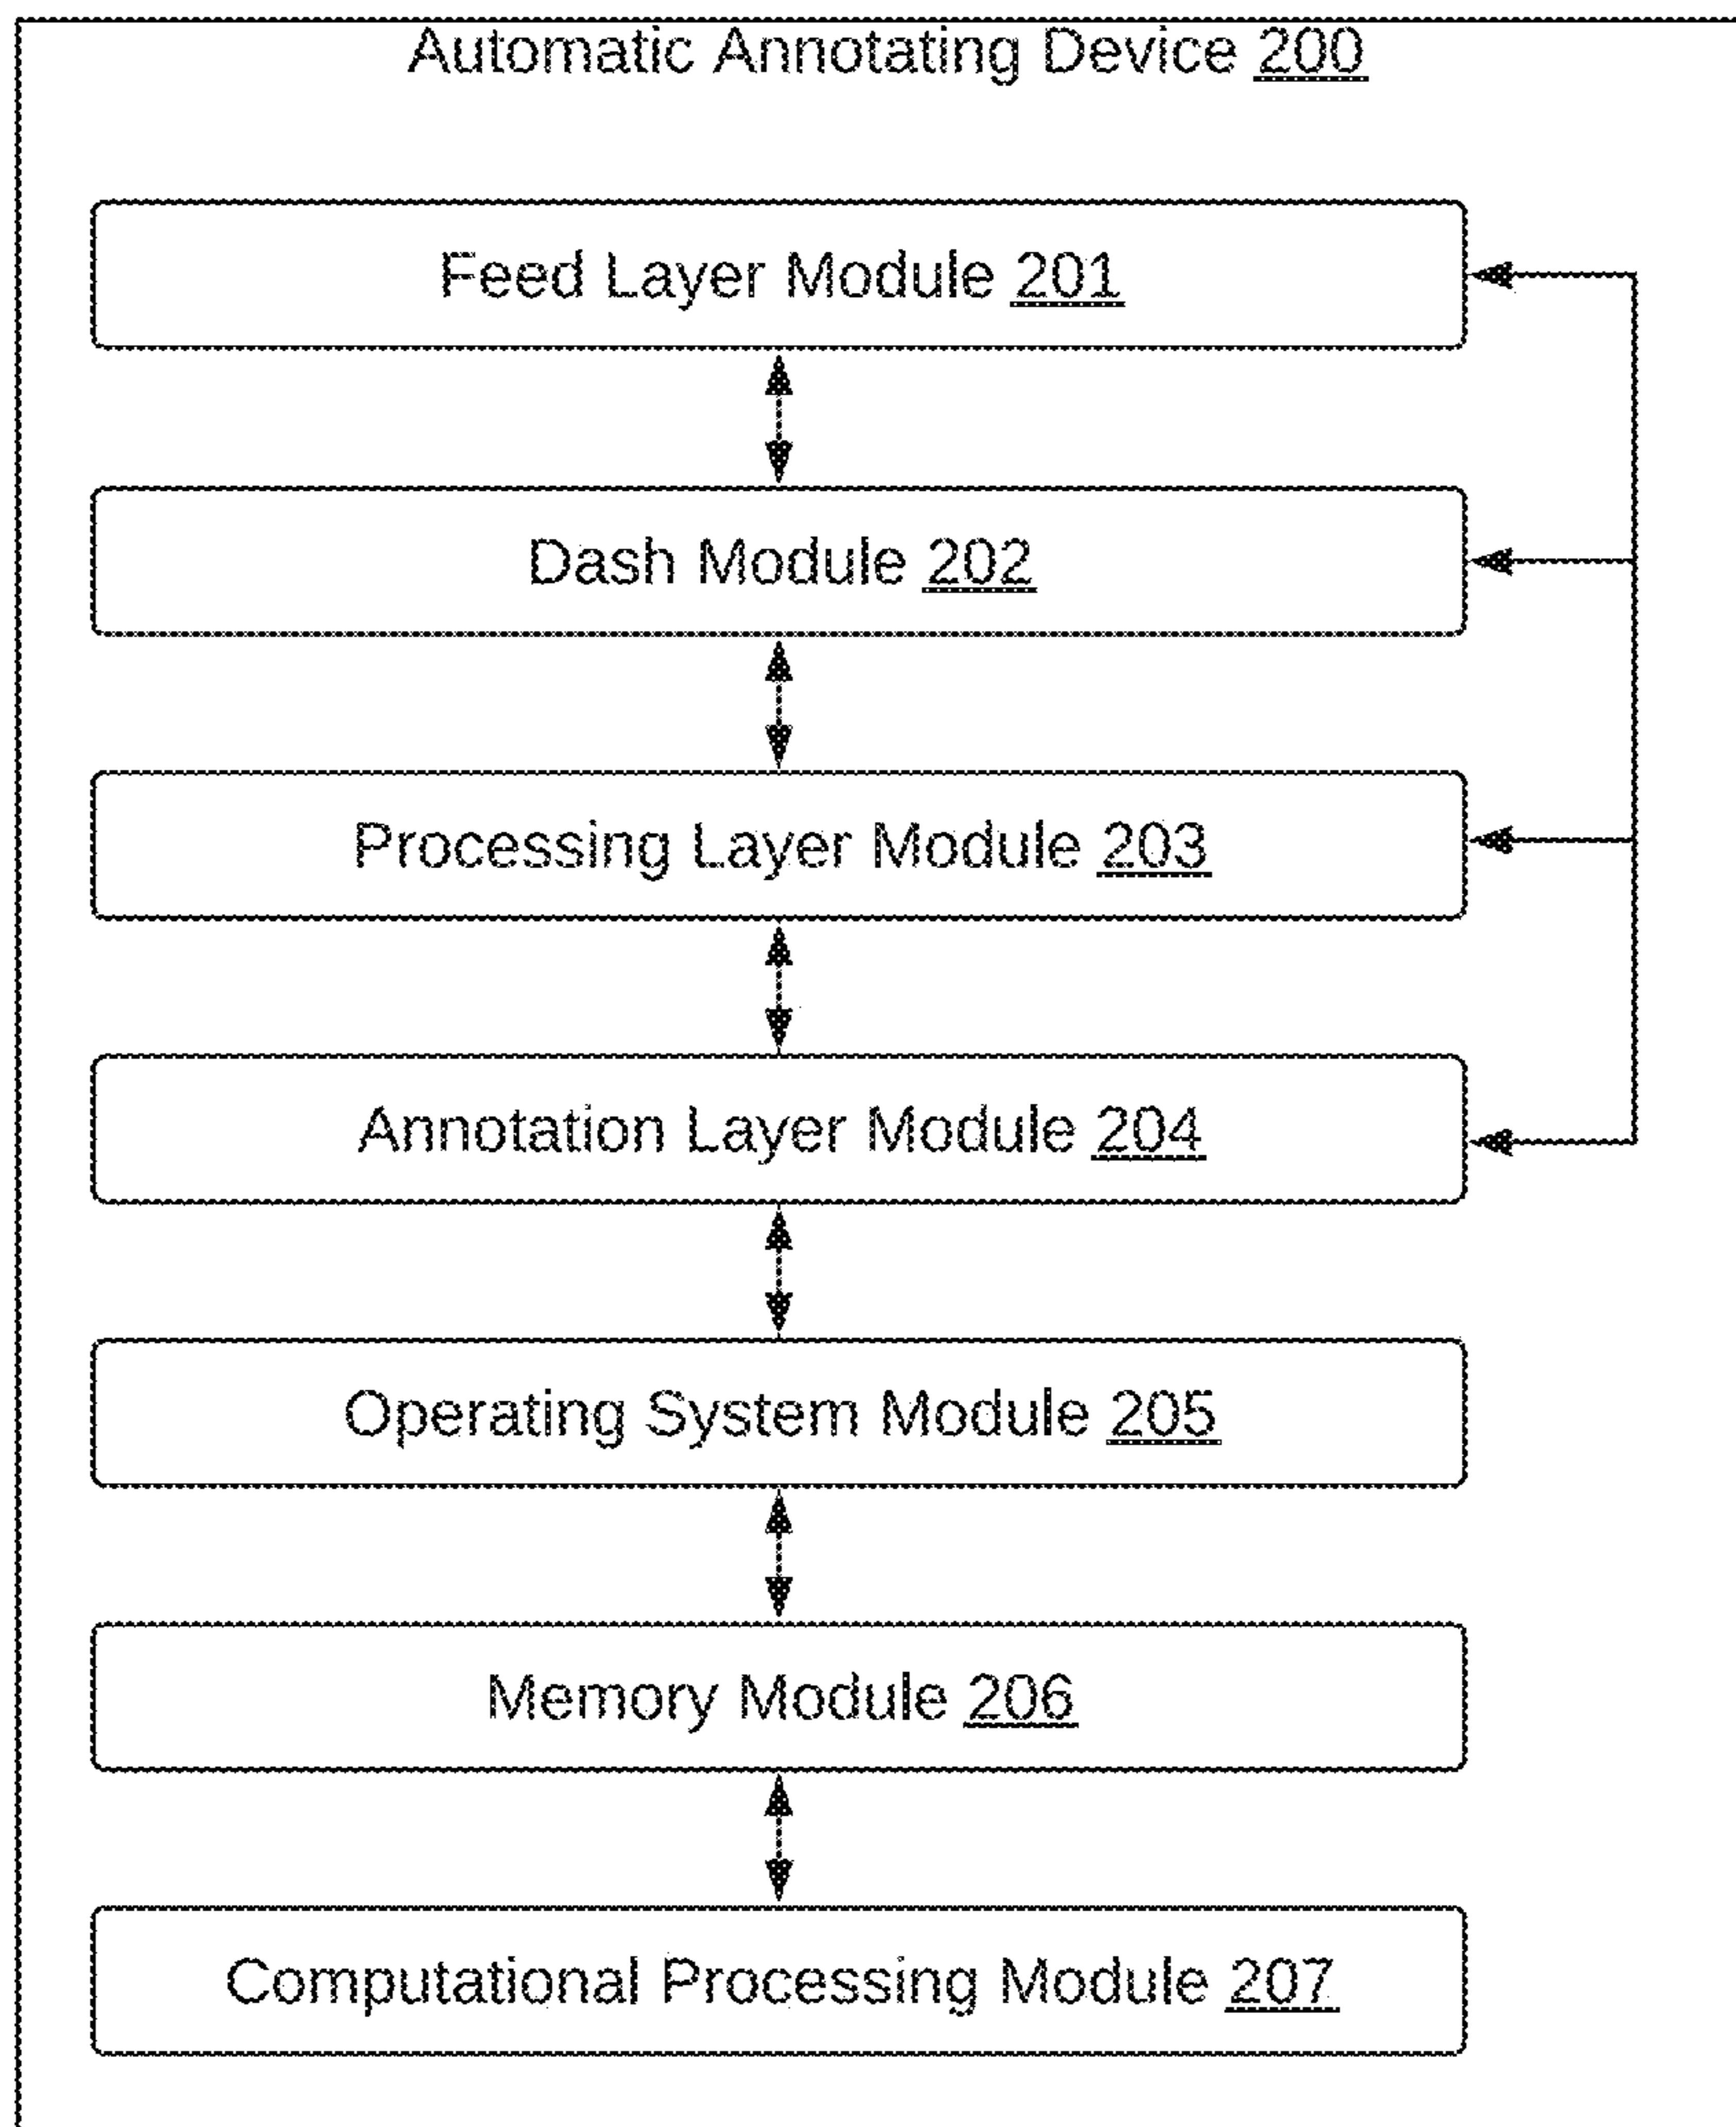 Automatic Annotating Device 200
Feed Layer Module 201
Dash Module 202
Processing Layer Module 203
Annotation Layer Module 204
Operating System Module 205
Memory Module 206
Computational Processing Module 207